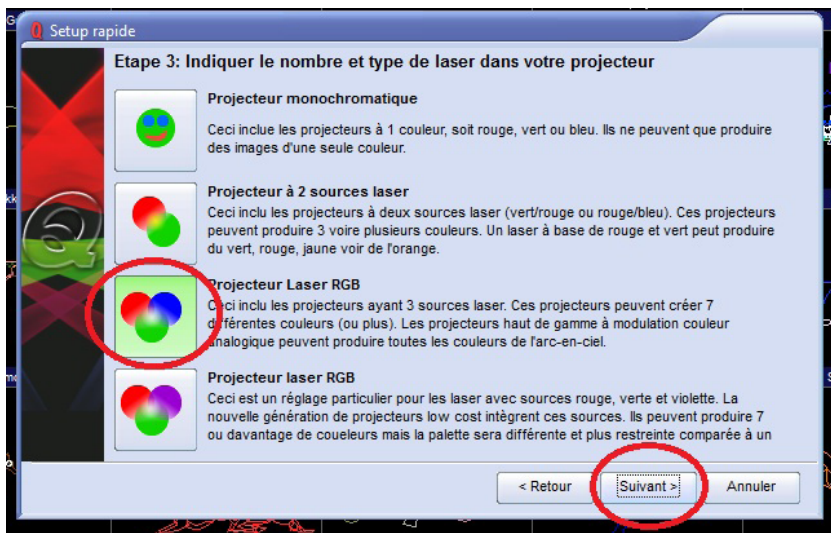 Setup rapide
Etape 3: Indiquer le nombre et type de laser dans votre projecteur
Projecteur monochromatique
Ceci inclue les projecteurs à 1 couleur, soit rouge, vert ou bleu. Ils ne peuvent que produire
des images d'une seule couleur.
Projecteur à 2 sources laser
Ceci inclu les projecteurs à deux sources laser (vert/rouge ou rouge/bleu). Ces projecteurs
peuvent produire 3 voire plusieurs couleurs. Un laser à base de rouge et vert peut produire
du vert, rouge, jaune voir de l'orange.
Projecteur Laser RGB
Ceci inclu les projecteurs ayant 3 sources laser. Ces projecteurs peuvent créer 7
différentes couleurs (ou plus). Les projecteurs haut de gamme à modulation couleur
analogique peuvent produire toutes les couleurs de l'arc-en-ciel.
Projecteur laser RGB
Ceci est un réglage particulier pour les laser avec sources rouge, verte et violette. La
nouvelle génération de projecteurs low cost intègrent ces sources. Ils peuvent produire 7
ou davantage de coueleurs mais la palette sera différente et plus restreinte comparée à un
< Retour
Suivant >
Annuler